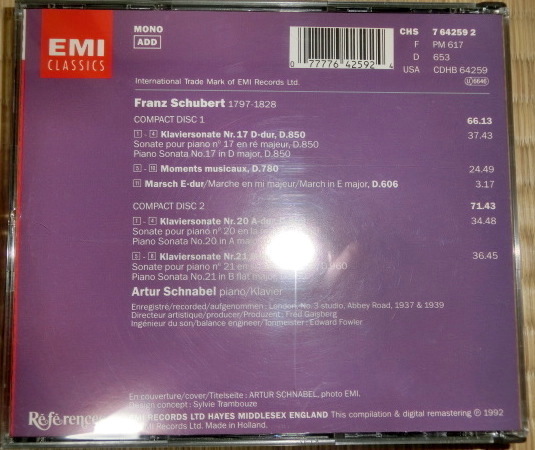 EMI
CLASSICS
MONO
ADD
0 77776 42592 4
CHS 7 64259 2
F PM 617
D 653
USA CDHB 64259
6646
International Trade Mark of EMI Records Ltd.
Franz Schubert 1797-1828
COMPACT DISC 1 66.13
1 - 4 Klaviersonate Nr.17 D-dur, D.850 37.43
Sonate pour piano n° 17 en ré majeur, D.850
Piano Sonata No.17 in D major, D.850
5 - 10 Moments musicaux, D.780 24.49
11 Marsch E-dur/Marche en mi majeur/March in E major, D.606 3.17
COMPACT DISC 2 71.43
1 - 4 Klaviersonate Nr.20 A-dur, 34.48
Sonate pour piano n° 20 en la
Piano Sonata No.20 in A
5 - 8 Klaviersonate Nr.21 36.45
Sonate pour piano n° 21 en 960
Piano Sonata No.21 in B flat major
Artur Schnabel piano/Klavier
Enregistré/recorded/aufgenommen: London, No. 3 studio, Abbey Road, 1937 & 1939
Directeur artistique/producer/Produzent: Fred Gaisberg
Ingénieur du son/balance engineer/Tonmeister: Edward Fowler
En couverture/cover/Titelseite: ARTUR SCHNABEL, photo EMI.
Design concept: Sylvie Trambouze
RECORDS LTD HAYES MIDDLESEX ENGLAND This compilation & digital remastering ℗ 1992
Records Ltd. Made in Holland.
Références